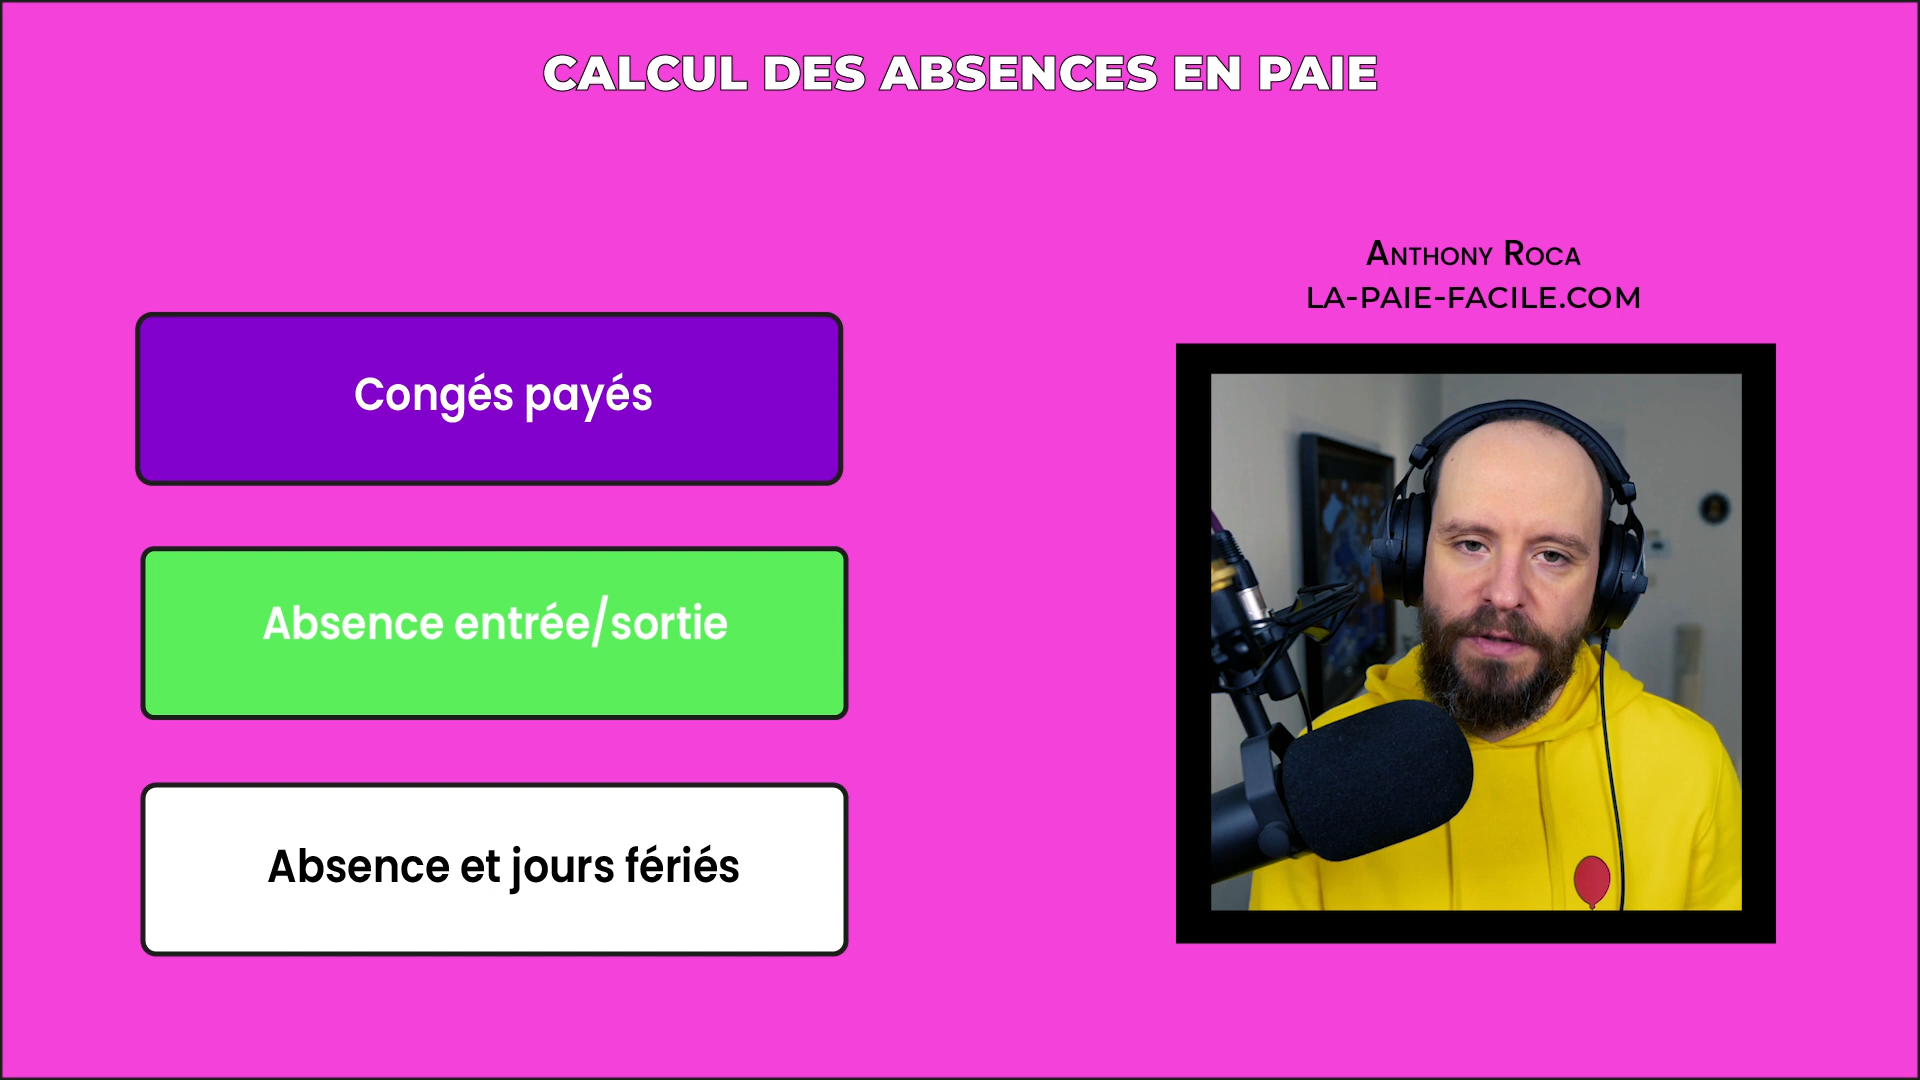 CALCUL DES ABSENCES EN PAIE
Anthony Roca
LA-PAIE-FACILE.COM
Congés payés
Absence entrée/sortie
Absence et jours fériés